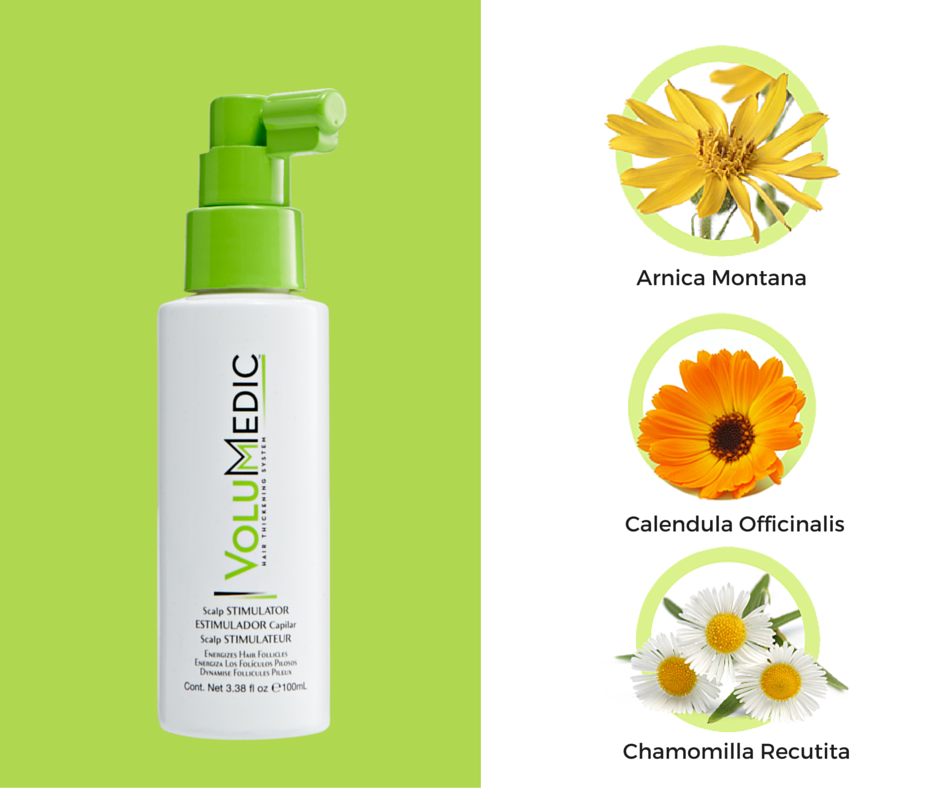 VOLUMEDIC
HAIR THICKENING SYSTEM
Scalp STIMULATOR
ESTIMULADOR Capilar
Scalp STIMULATEUR
ENERGIZES HAIR FOLLICLES
ENERGIZA LOS FOLÍCULOS PILOSOS
DYNAMISE FOLLICULES PILEUX
Cont. Net 3.38 fl oz ℮100mL
Arnica Montana
Calendula Officinalis
Chamomilla Recutita